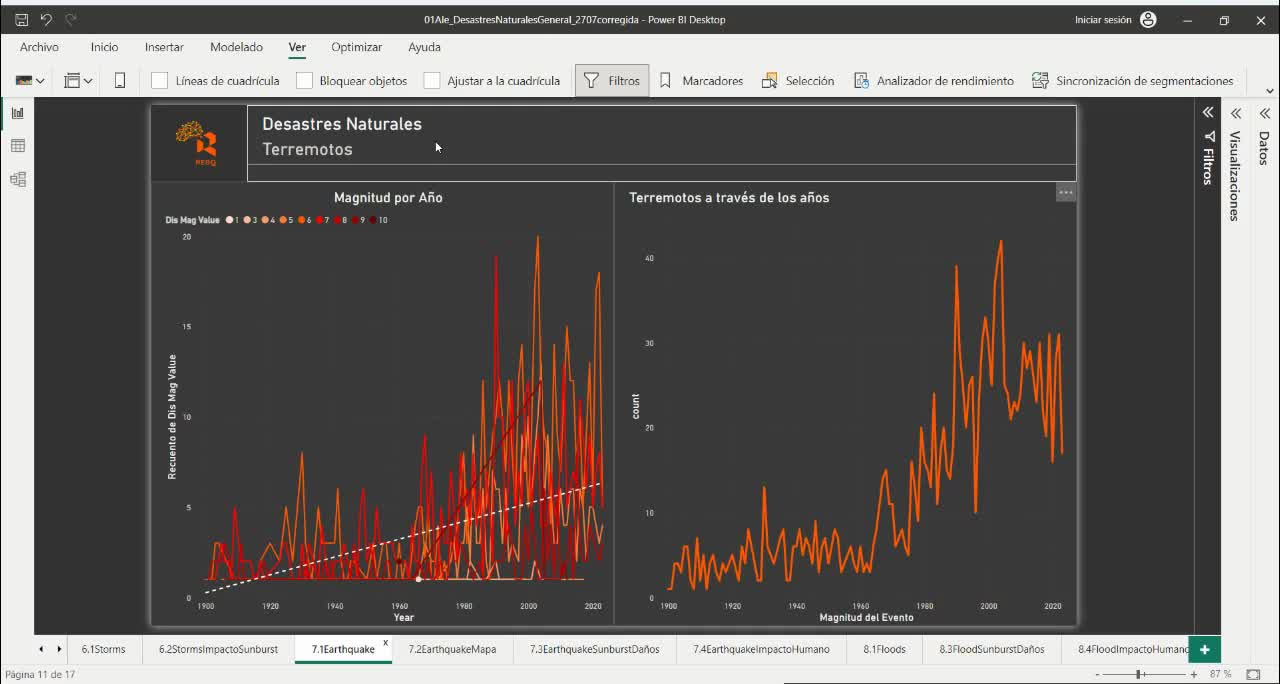 01Ale_DesastresNaturalesGeneral_2707corregida - Power BI Desktop
Iniciar sesión
Archivo Inicio Insertar Modelado Ver Optimizar Ayuda
Líneas de cuadrícula Bloquear objetos Ajustar a la cuadrícula Filtros Marcadores Selección Analizador de rendimiento Sincronización de segmentaciones
Desastres Naturales
Terremotos
REDQ
Filtros
Visualizaciones
Datos
Magnitud por Año
Dis Mag Value 1 3 4 5 6 7 8 9 10
20
15
10
5
0
Recuento de Dis Mag Value
1900 1920 1940 1960 1980 2000 2020
Year
Terremotos a través de los años
40
30
20
10
0
count
1900 1920 1940 1960 1980 2000 2020
Magnitud del Evento
6.1Storms 6.2StormsImpactoSunburst 7.1Earthquake x 7.2EarthquakeMapa 7.3EarthquakeSunburstDaños 7.4EarthquakeImpactoHumano 8.1Floods 8.3FloodSunburstDaños 8.4FloodImpactoHumano
Página 11 de 17
- + 87 %